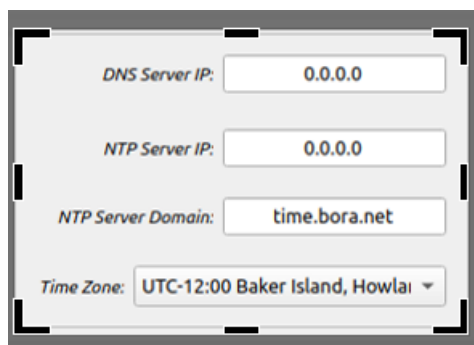 DNS Server IP: 0.0.0.0
NTP Server IP: 0.0.0.0
NTP Server Domain: time.bora.net
Time Zone: UTC-12:00 Baker Island, Howla